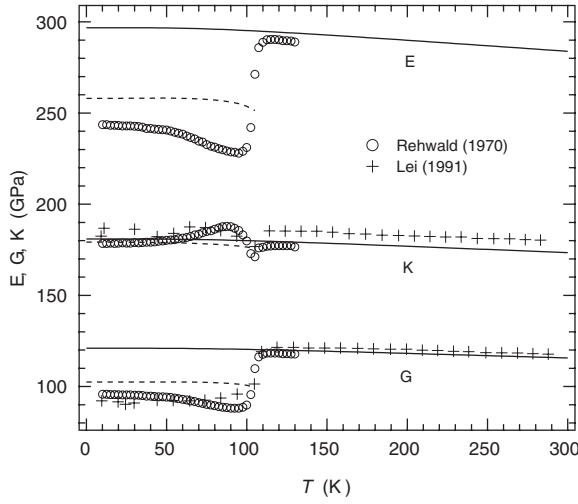 300
250
200
150
100
E, G, K (GPa)
E
Rehwald (1970)
Lei (1991)
K
G
0 50 100 150 200 250 300
T (K)